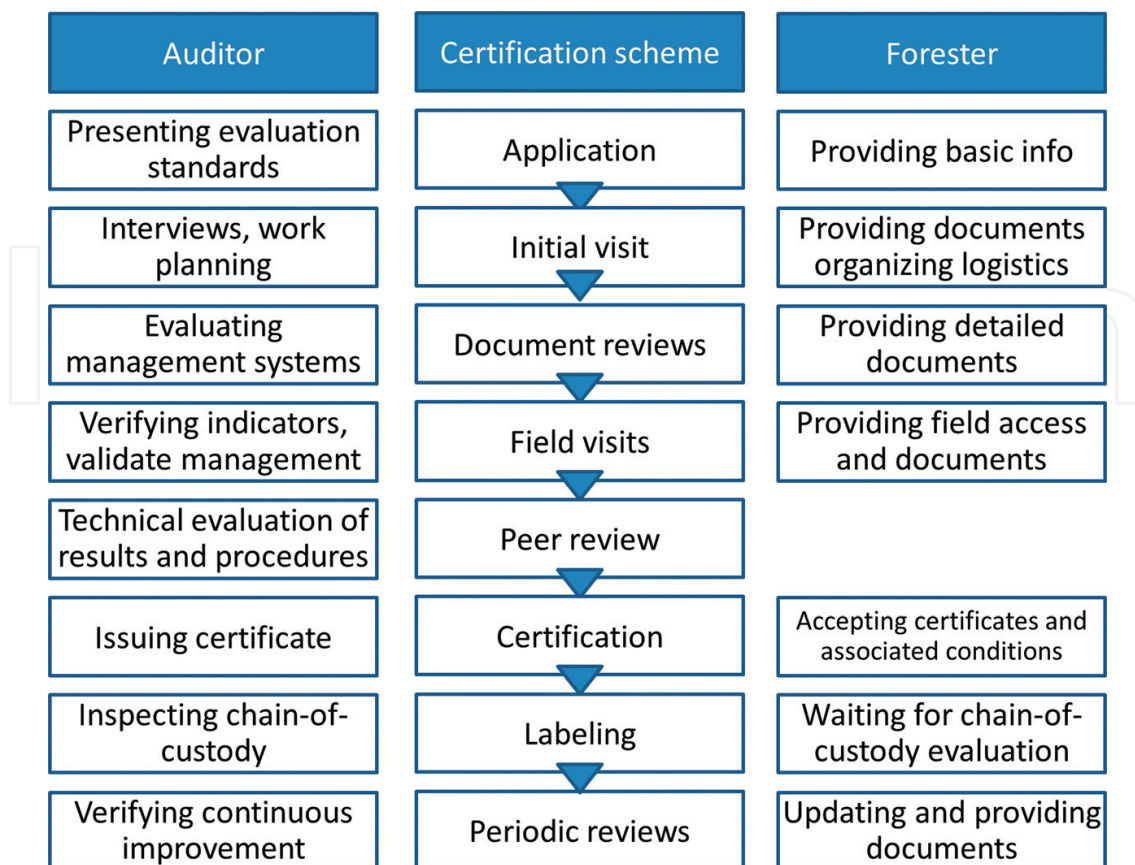 Auditor
Certification scheme
Forester
Presenting evaluation
standards
Application
Providing basic info
Interviews, work
planning
Initial visit
Providing documents
organizing logistics
Evaluating
management systems
Document reviews
Providing detailed
documents
Verifying indicators,
validate management
Field visits
Providing field access
and documents
Technical evaluation of
results and procedures
Peer review
Issuing certificate
Certification
Accepting certificates and
associated conditions
Inspecting chain-of-
custody
Labeling
Waiting for chain-of-
custody evaluation
Verifying continuous
improvement
Periodic reviews
Updating and providing
documents